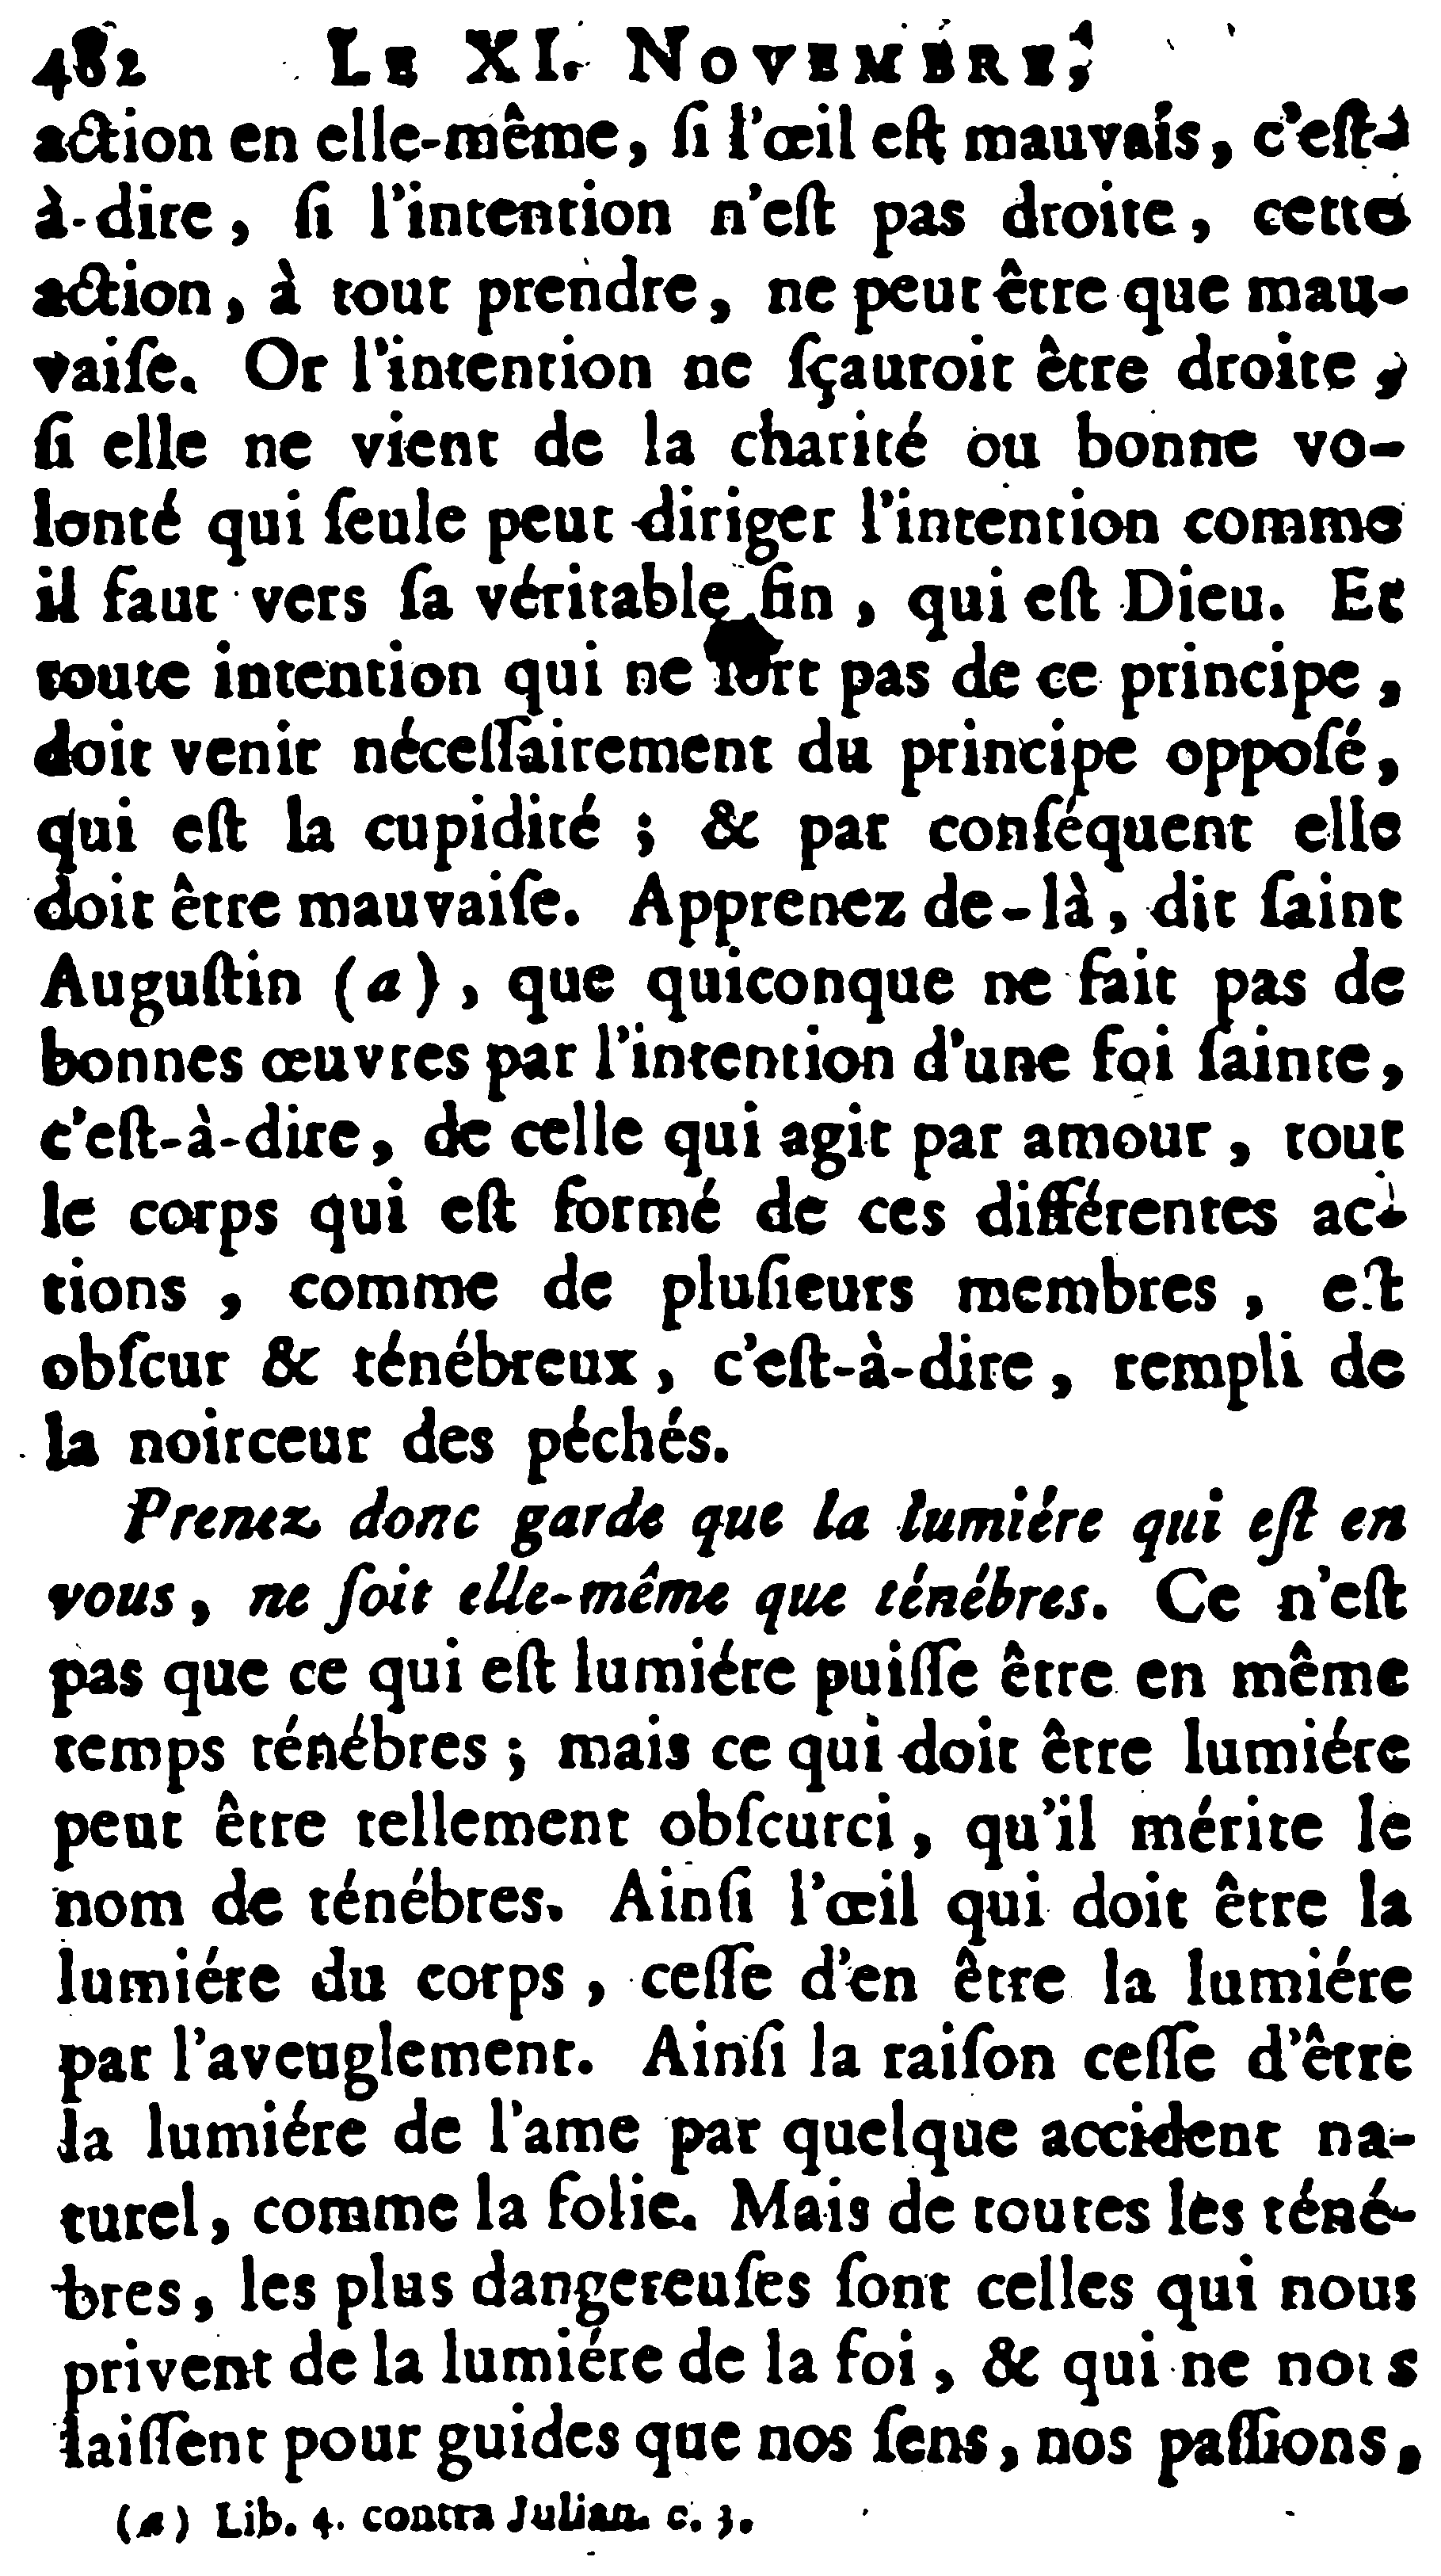 482 LE XI. NOVEMBRE,
action en elle-même, ſi l'œil eſt mauvais, c'eſt-
à-dire, ſi l'intention n'eſt pas droite, cette
action, à tout prendre, ne peut être que mau-
vaiſe. Or l'intention ne ſçauroit être droite,
ſi elle ne vient de la charité ou bonne vo-
lonté qui ſeule peut diriger l'intention comme
il faut vers ſa véritable fin, qui eſt Dieu. Et
toute intention qui ne ſort pas de ce principe,
doit venir néceſſairement du principe oppoſé,
qui eſt la cupidité ; & par conſéquent elle
doit être mauvaiſe. Apprenez de-là, dit ſaint
Auguſtin (a), que quiconque ne fait pas de
bonnes œuvres par l'intention d'une foi ſainte,
c'eſt-à-dire, de celle qui agit par amour, tout
le corps qui eſt formé de ces différentes ac-
tions, comme de pluſieurs membres, eſt
obſcur & ténébreux, c'eſt-à-dire, rempli de
la noirceur des péchés.
Prenez donc garde que la lumiére qui eſt en
vous, ne ſoit elle-même que ténébres. Ce n'eſt
pas que ce qui eſt lumiére puiſſe être en même
temps ténébres ; mais ce qui doit être lumiére
peut être tellement obſcurci, qu'il mérite le
nom de ténébres. Ainſi l'œil qui doit être la
lumiére du corps, ceſſe d'en être la lumiére
par l'aveuglement. Ainſi la raiſon ceſſe d'être
la lumiére de l'ame par quelque accident na-
turel, comme la folie. Mais de toutes les téné-
bres, les plus dangereuſes ſont celles qui nous
privent de la lumiére de la foi, & qui ne nous
laiſſent pour guides que nos ſens, nos paſſions,
(a) Lib. 4. contra Julian. c. 3.